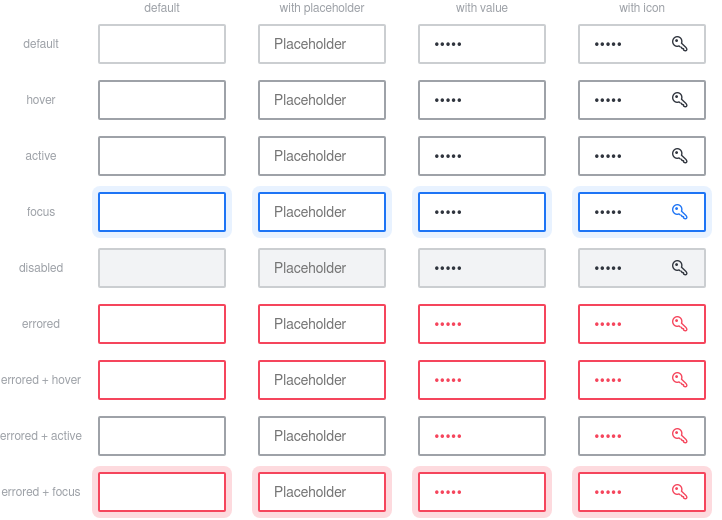 default with placeholder with value with icon
default Placeholder ••••• •••••
hover Placeholder ••••• •••••
active Placeholder ••••• •••••
focus Placeholder ••••• •••••
disabled Placeholder ••••• •••••
errored Placeholder ••••• •••••
errored + hover Placeholder ••••• •••••
errored + active Placeholder ••••• •••••
errored + focus Placeholder ••••• •••••